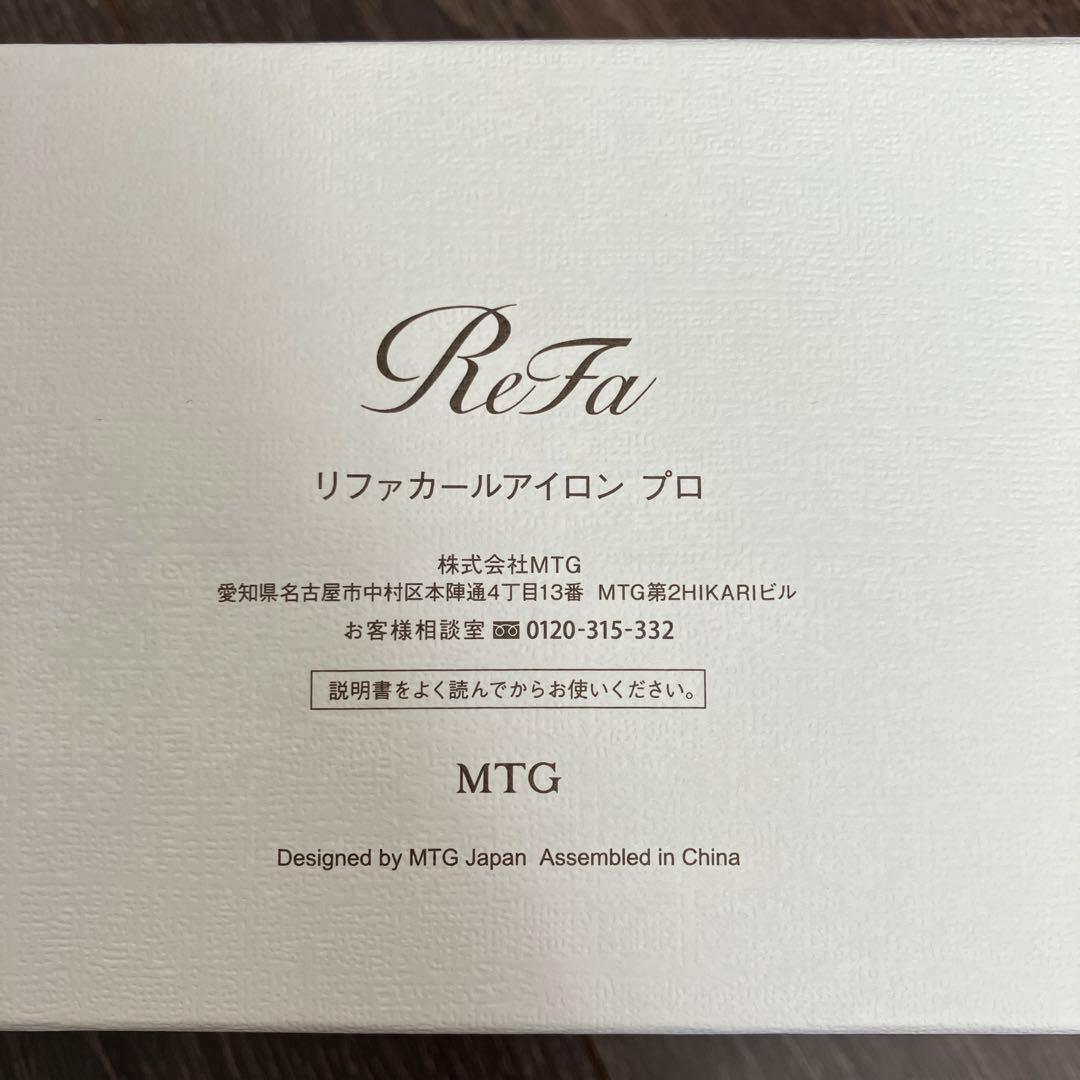 ReFa
リファカールアイロン プロ
株式会社MTG
愛知県名古屋市中村区本陣通4丁目13番 MTG第2HIKARIビル
お客様相談室 0120-315-332
説明書をよく読んでからお使いください。
MTG
Designed by MTG Japan Assembled in China